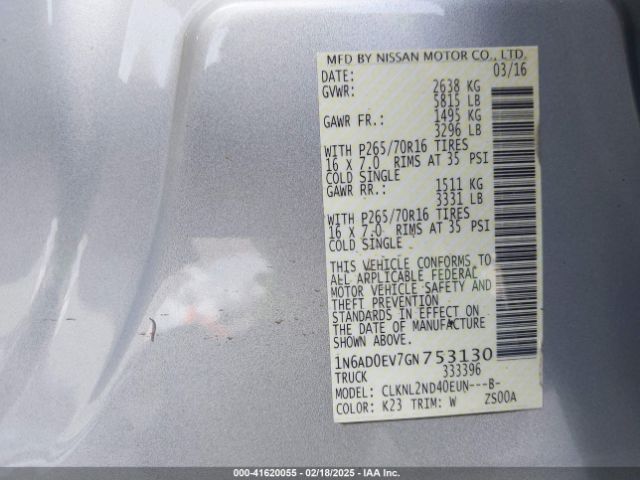 MFD BY NISSAN MOTOR CO., LTD.
DATE: 03/16
GVWR: 2638 KG
5815 LB
GAWR FR.: 1495 KG
3296 LB
WITH P265/70R16 TIRES
16 X 7.0 RIMS AT 35 PSI
COLD SINGLE
GAWR RR.: 1511 KG
3331 LB
WITH P265/70R16 TIRES
16 X 7.0 RIMS AT 35 PSI
COLD SINGLE
THIS VEHICLE CONFORMS TO
ALL APPLICABLE FEDERAL
MOTOR VEHICLE SAFETY AND
THEFT PREVENTION
STANDARDS IN EFFECT ON
THE DATE OF MANUFACTURE
1N6AD0EV7GN753130
TRUCK 333396
MODEL: CLKNL2ND40EUN---B-
COLOR: K23 TRIM: W ZS00A
000-41620055 — 02/18/2025 — IAA Inc.